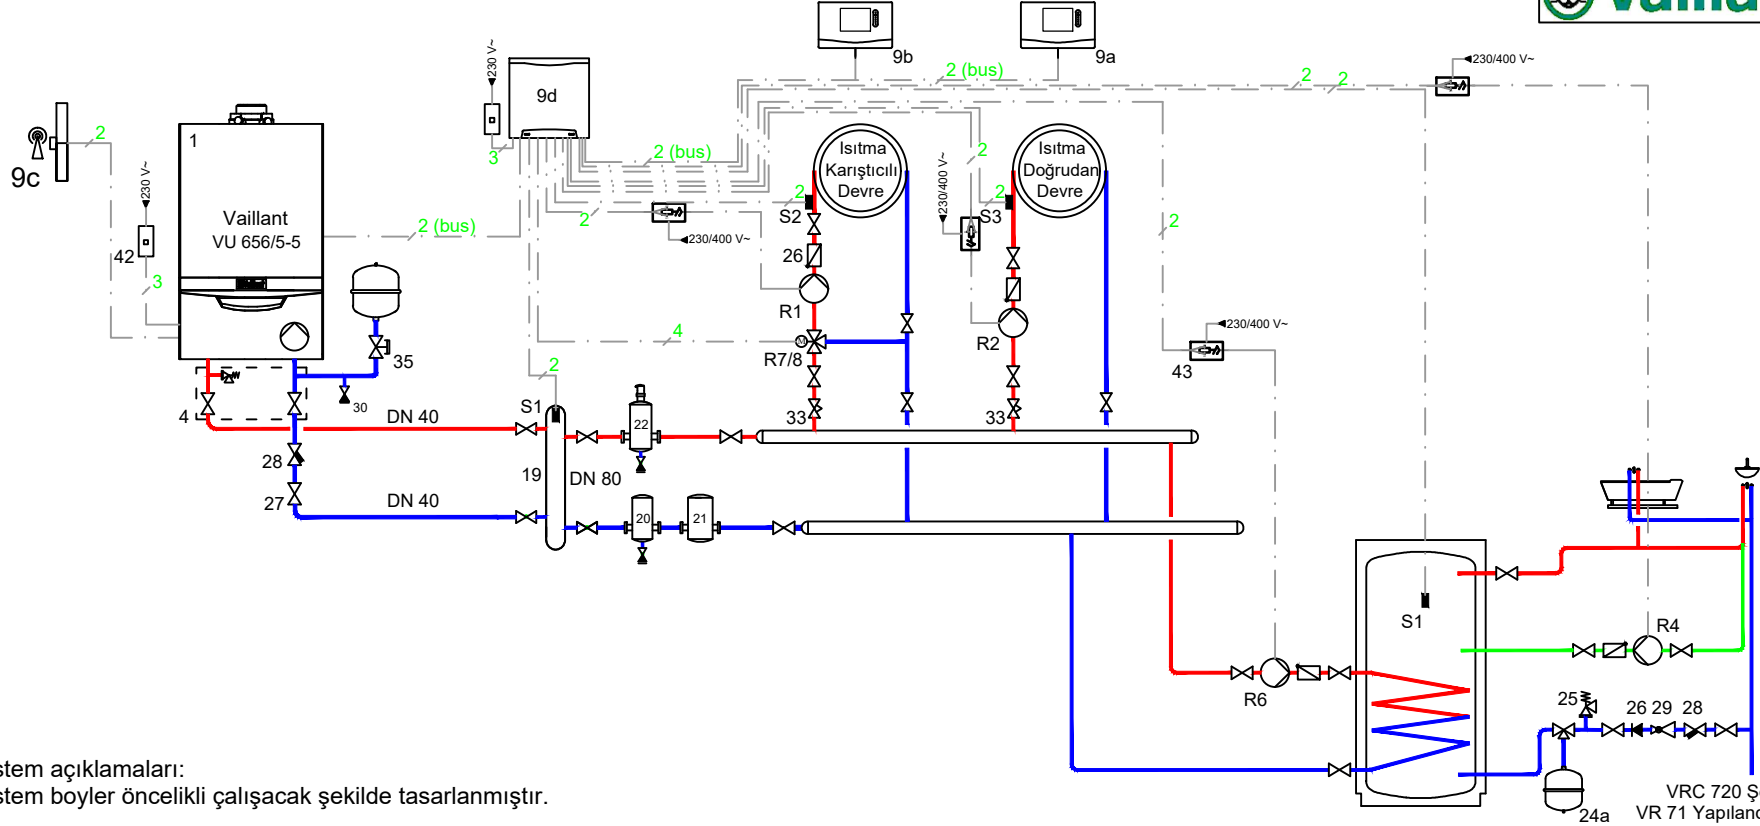 Vailla
9b
9a
230 V~
9d
2 (bus)
2
2
230/400 V~
1
2
9c
230 V~
3
2 (bus)
Isıtma
Karıştıcılı
Devre
2
Isıtma
Doğrudan
Devre
230/400 V~
Vaillant
VU 656/5-5
42
3
2 (bus)
2
2
S2
2
S3
2
230/400 V~
26
R1
4
R7/8
R2
230/400 V~
43
35
30
4
DN 40
2
S1
22
33
33
28
19
DN 80
27
DN 40
20
21
S1
R4
R6
25
26
29
28
24a
stem açıklamaları:
stem boyler öncelikli çalışacak şekilde tasarlanmıştır.
VRC 720 Ş
VR 71 Yapılan